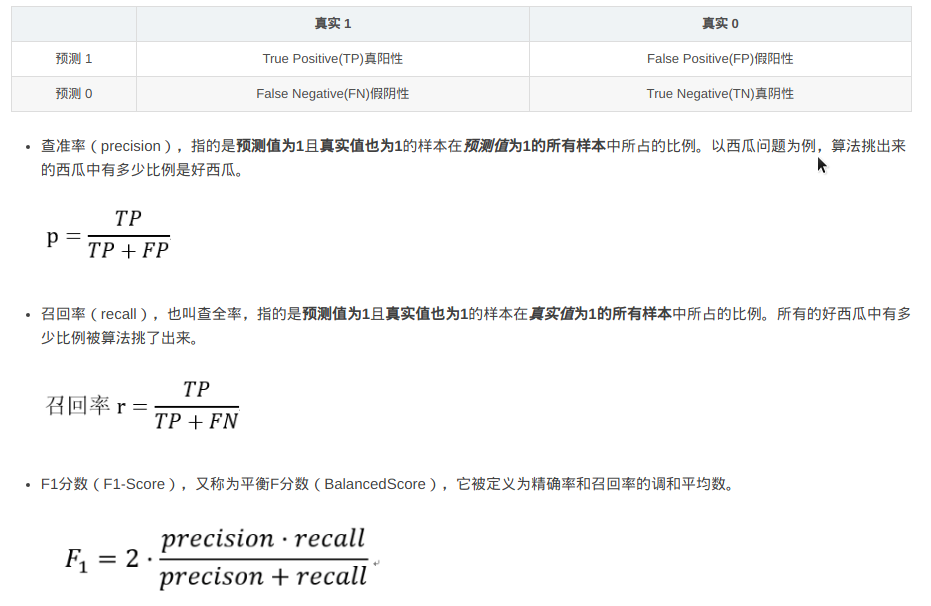 真实 1 真实 0
预测 1 True Positive(TP)真阳性 False Positive(FP)假阳性
预测 0 False Negative(FN)假阴性 True Negative(TN)真阴性
• 查准率（precision），指的是预测值为1且真实值也为1的样本在预测值为1的所有样本中所占的比例。以西瓜问题为例，算法挑出来
的西瓜中有多少比例是好西瓜。
p = TP / (TP + FP)
• 召回率（recall），也叫查全率，指的是预测值为1且真实值也为1的样本在真实值为1的所有样本中所占的比例。所有的好西瓜中有多
少比例被算法挑了出来。
召回率 r = TP / (TP + FN)
• F1分数（F1-Score），又称为平衡F分数（BalancedScore），它被定义为精确率和召回率的调和平均数。
F₁ = 2 · (precision · recall) / (precison + recall)